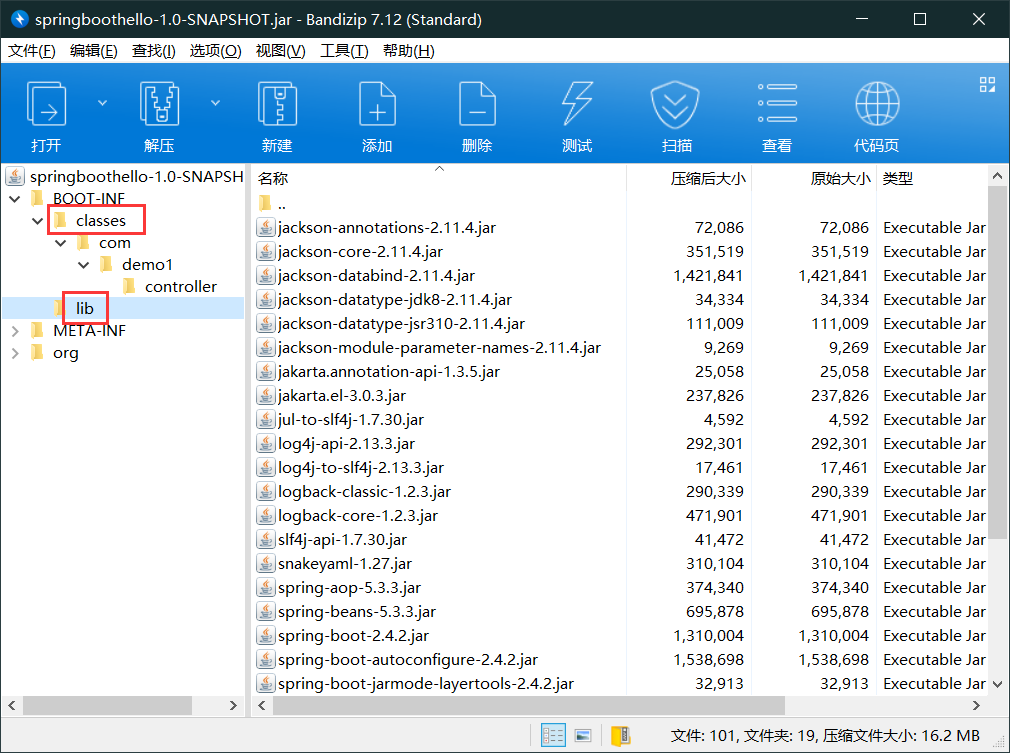 springboothello-1.0-SNAPSHOT.jar - Bandizip 7.12 (Standard)
文件(F) 编辑(E) 查找(I) 选项(O) 视图(V) 工具(T) 帮助(H)
打开 解压 新建 添加 删除 测试 扫描 查看 代码页
springboothello-1.0-SNAPSH
BOOT-INF
classes
com
demo1
controller
lib
META-INF
org
名称 压缩后大小 原始大小 类型
..
jackson-annotations-2.11.4.jar 72,086 72,086 Executable Jar
jackson-core-2.11.4.jar 351,519 351,519 Executable Jar
jackson-databind-2.11.4.jar 1,421,841 1,421,841 Executable Jar
jackson-datatype-jdk8-2.11.4.jar 34,334 34,334 Executable Jar
jackson-datatype-jsr310-2.11.4.jar 111,009 111,009 Executable Jar
jackson-module-parameter-names-2.11.4.jar 9,269 9,269 Executable Jar
jakarta.annotation-api-1.3.5.jar 25,058 25,058 Executable Jar
jakarta.el-3.0.3.jar 237,826 237,826 Executable Jar
jul-to-slf4j-1.7.30.jar 4,592 4,592 Executable Jar
log4j-api-2.13.3.jar 292,301 292,301 Executable Jar
log4j-to-slf4j-2.13.3.jar 17,461 17,461 Executable Jar
logback-classic-1.2.3.jar 290,339 290,339 Executable Jar
logback-core-1.2.3.jar 471,901 471,901 Executable Jar
slf4j-api-1.7.30.jar 41,472 41,472 Executable Jar
snakeyaml-1.27.jar 310,104 310,104 Executable Jar
spring-aop-5.3.3.jar 374,340 374,340 Executable Jar
spring-beans-5.3.3.jar 695,878 695,878 Executable Jar
spring-boot-2.4.2.jar 1,310,004 1,310,004 Executable Jar
spring-boot-autoconfigure-2.4.2.jar 1,538,698 1,538,698 Executable Jar
spring-boot-jarmode-layertools-2.4.2.jar 32,913 32,913 Executable Jar
文件: 101, 文件夹: 19, 压缩文件大小: 16.2 MB